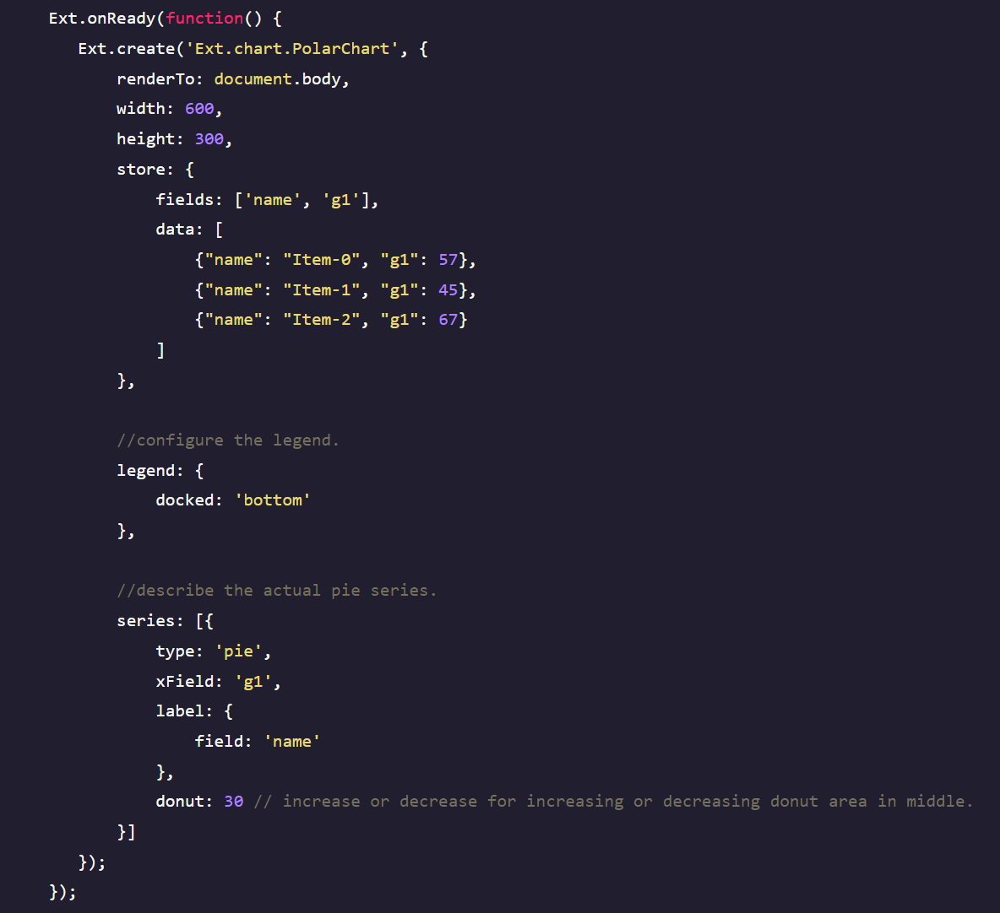 Ext.onReady(function() {
   Ext.create('Ext.chart.PolarChart', {
       renderTo: document.body,
       width: 600,
       height: 300,
       store: {
           fields: ['name', 'g1'],
           data: [
               {"name": "Item-0", "g1": 57},
               {"name": "Item-1", "g1": 45},
               {"name": "Item-2", "g1": 67}
           ]
       },

       //configure the legend.
       legend: {
           docked: 'bottom'
       },

       //describe the actual pie series.
       series: [{
           type: 'pie',
           xField: 'g1',
           label: {
               field: 'name'
           },
           donut: 30 // increase or decrease for increasing or decreasing donut area in middle.
       }]
   });
});